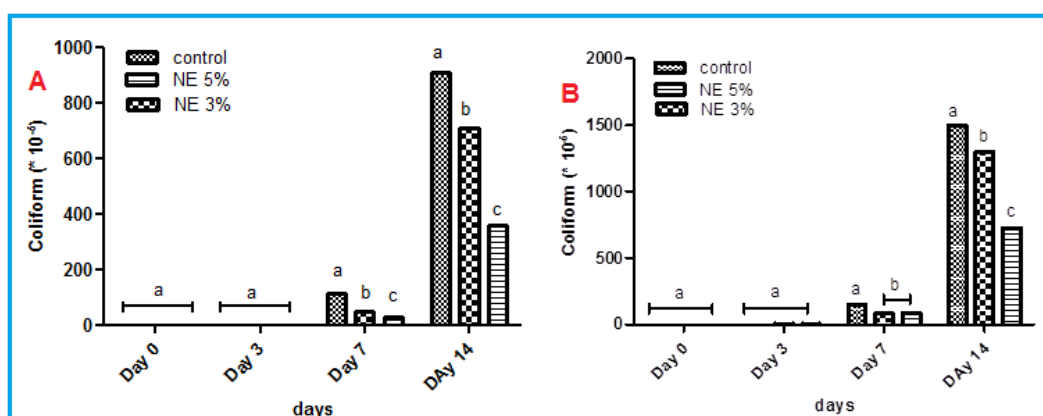 A
Coliform (* 10⁻⁶)
1000
800
600
400
200
0
control
NE 5%
NE 3%
a
a
a
b
c
a
b
c
Day 0
Day 3
Day 7
DAy 14
days
B
Coliform (* 10⁶)
2000
1500
1000
500
0
control
NE 5%
NE 3%
a
a
a
b
a
b
c
Day 0
Day 3
Day 7
DAy 14
days